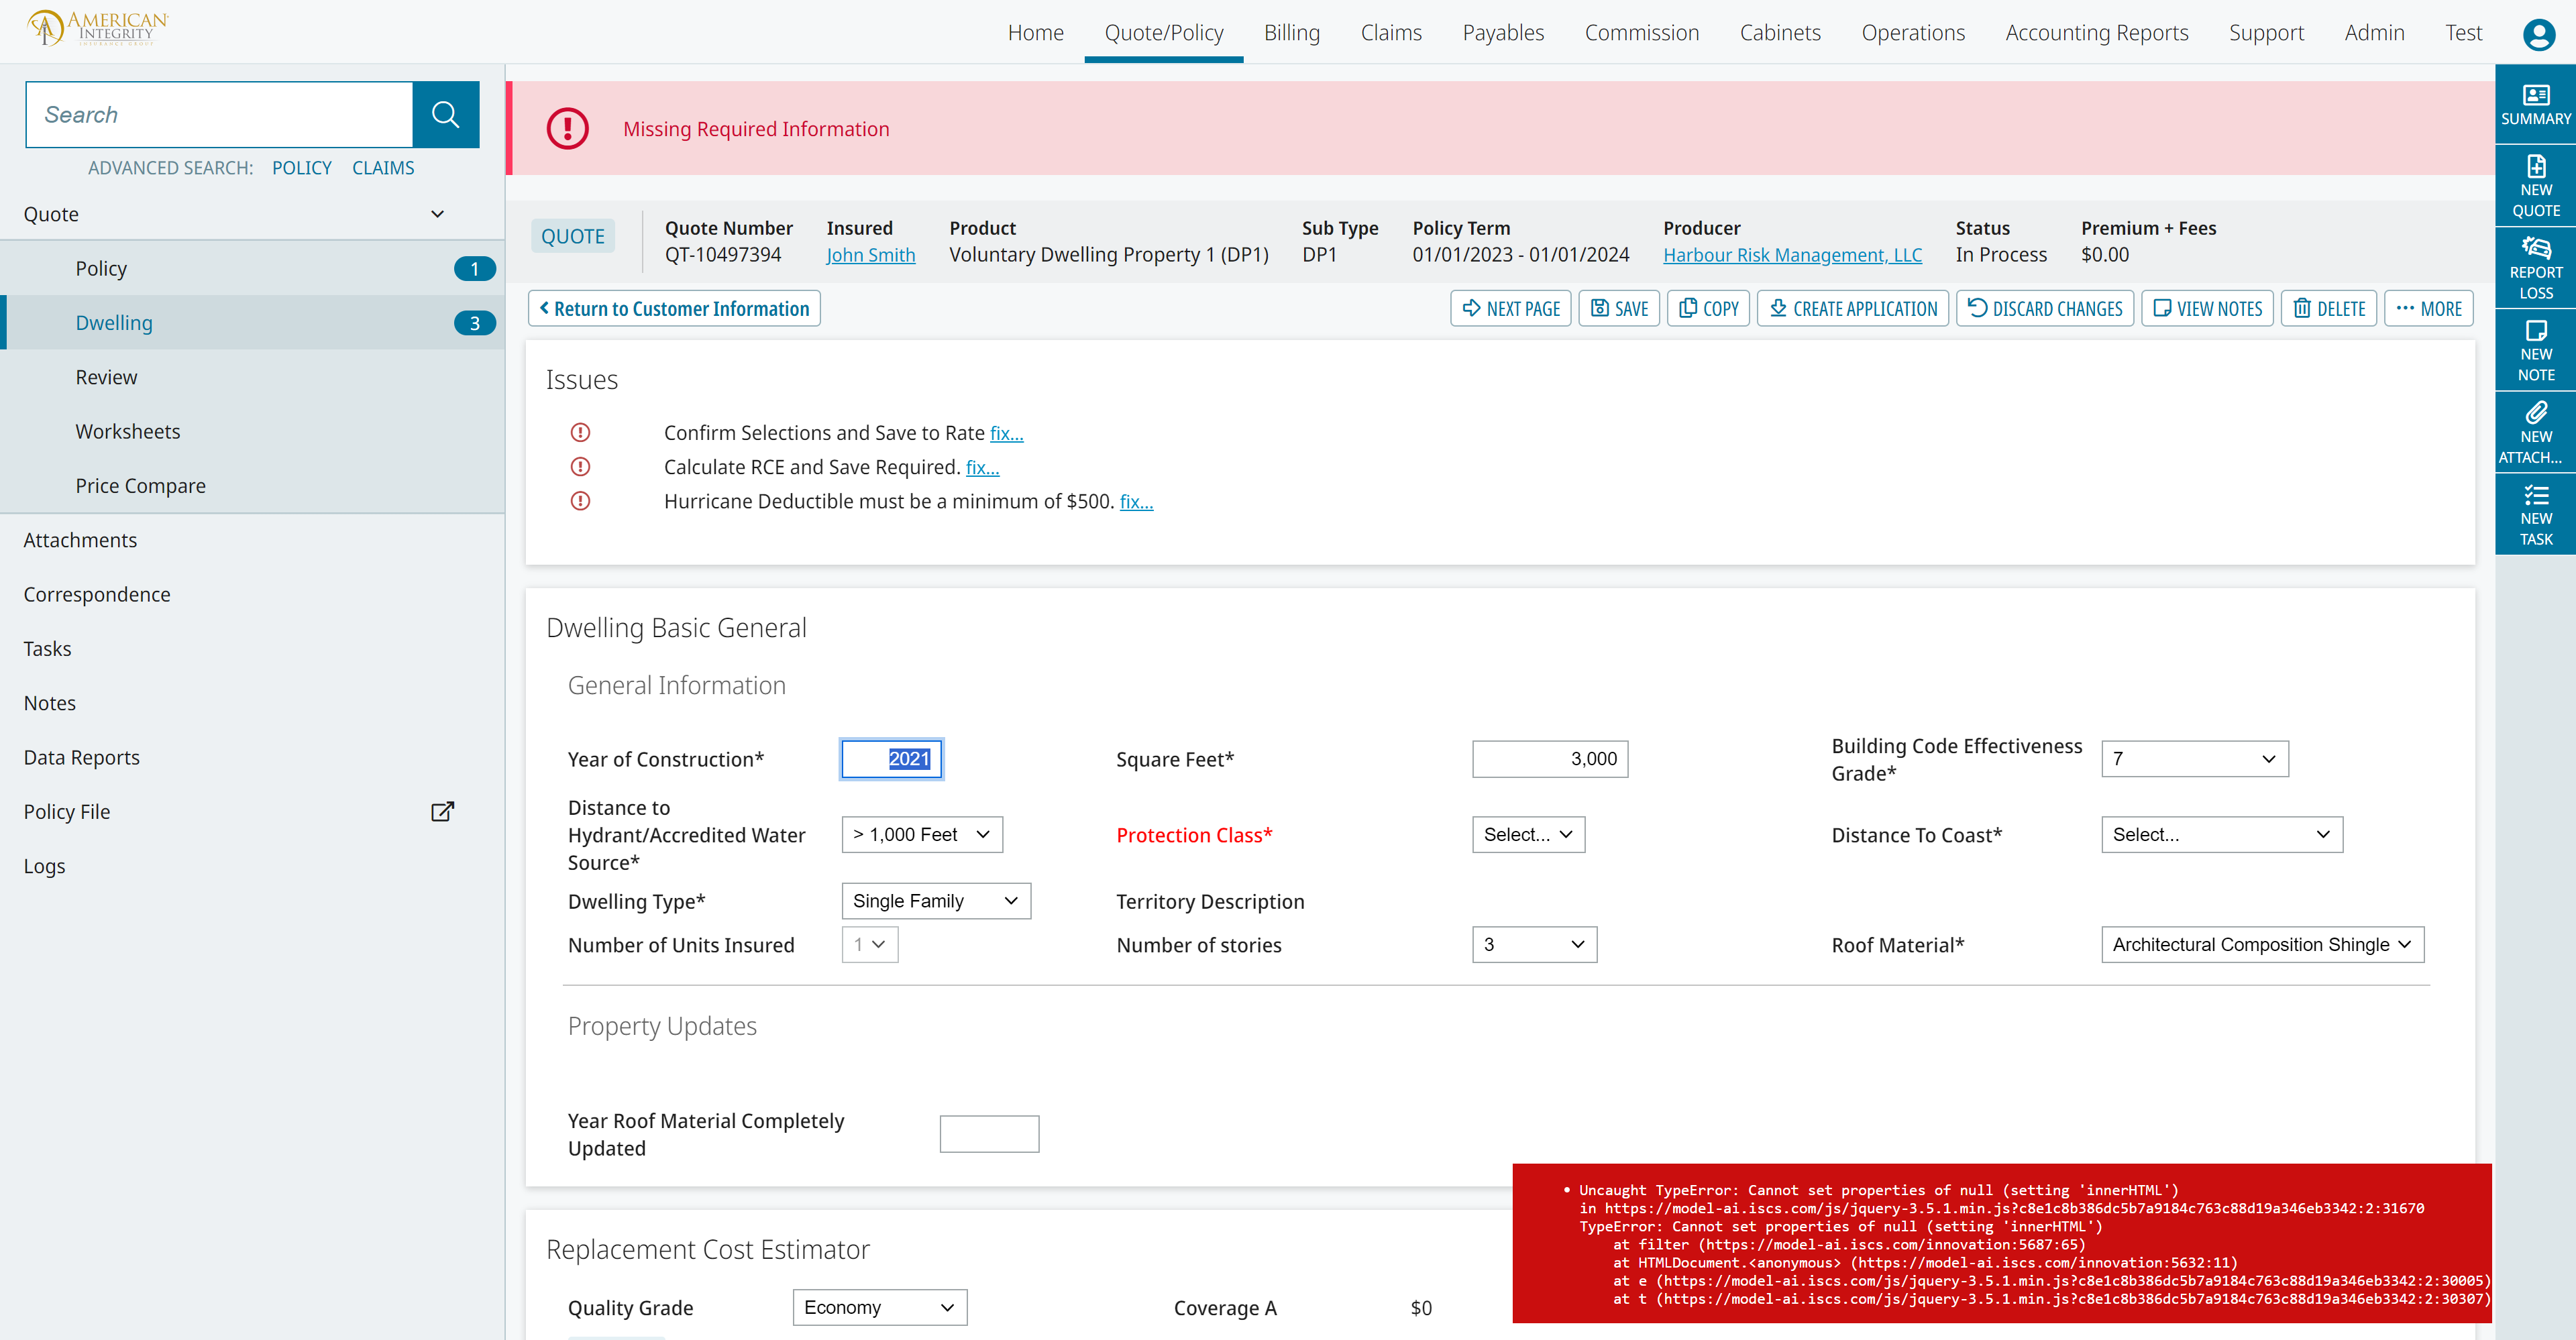 AMERICAN
INTEGRITY
INSURANCE GROUP
Home
Quote/Policy
Billing
Claims
Payables
Commission
Cabinets
Operations
Accounting Reports
Support
Admin
Test
Search
ADVANCED SEARCH: POLICY CLAIMS
Quote
Policy 1
Dwelling 3
Review
Worksheets
Price Compare
Attachments
Correspondence
Tasks
Notes
Data Reports
Policy File
Logs
Missing Required Information
QUOTE
Quote Number Insured Product Sub Type Policy Term Producer Status Premium + Fees
QT-10497394 John Smith Voluntary Dwelling Property 1 (DP1) DP1 01/01/2023 - 01/01/2024 Harbour Risk Management, LLC In Process $0.00
Return to Customer Information
NEXT PAGE
SAVE
COPY
CREATE APPLICATION
DISCARD CHANGES
VIEW NOTES
DELETE
MORE
Issues
Confirm Selections and Save to Rate fix...
Calculate RCE and Save Required. fix...
Hurricane Deductible must be a minimum of $500. fix...
Dwelling Basic General
General Information
Year of Construction* 2021
Square Feet* 3,000
Building Code Effectiveness
Grade*
7
Distance to
Hydrant/Accredited Water
Source*
> 1,000 Feet
Protection Class* Select...
Distance To Coast* Select...
Dwelling Type* Single Family
Territory Description
Number of Units Insured 1
Number of stories 3
Roof Material* Architectural Composition Shingle
Property Updates
Year Roof Material Completely
Updated
Replacement Cost Estimator
Quality Grade Economy
Coverage A $0
SUMMARY
NEW
QUOTE
REPORT
LOSS
NEW
NOTE
NEW
ATTACH...
NEW
TASK
• Uncaught TypeError: Cannot set properties of null (setting 'innerHTML')
in https://model-ai.iscs.com/js/jquery-3.5.1.min.js?c8e1c8b386dc5b7a9184c763c88d19a346eb3342:2:31670
TypeError: Cannot set properties of null (setting 'innerHTML')
at filter (https://model-ai.iscs.com/innovation:5687:65)
at HTMLDocument.<anonymous> (https://model-ai.iscs.com/innovation:5632:11)
at e (https://model-ai.iscs.com/js/jquery-3.5.1.min.js?c8e1c8b386dc5b7a9184c763c88d19a346eb3342:2:30005)
at t (https://model-ai.iscs.com/js/jquery-3.5.1.min.js?c8e1c8b386dc5b7a9184c763c88d19a346eb3342:2:30307)